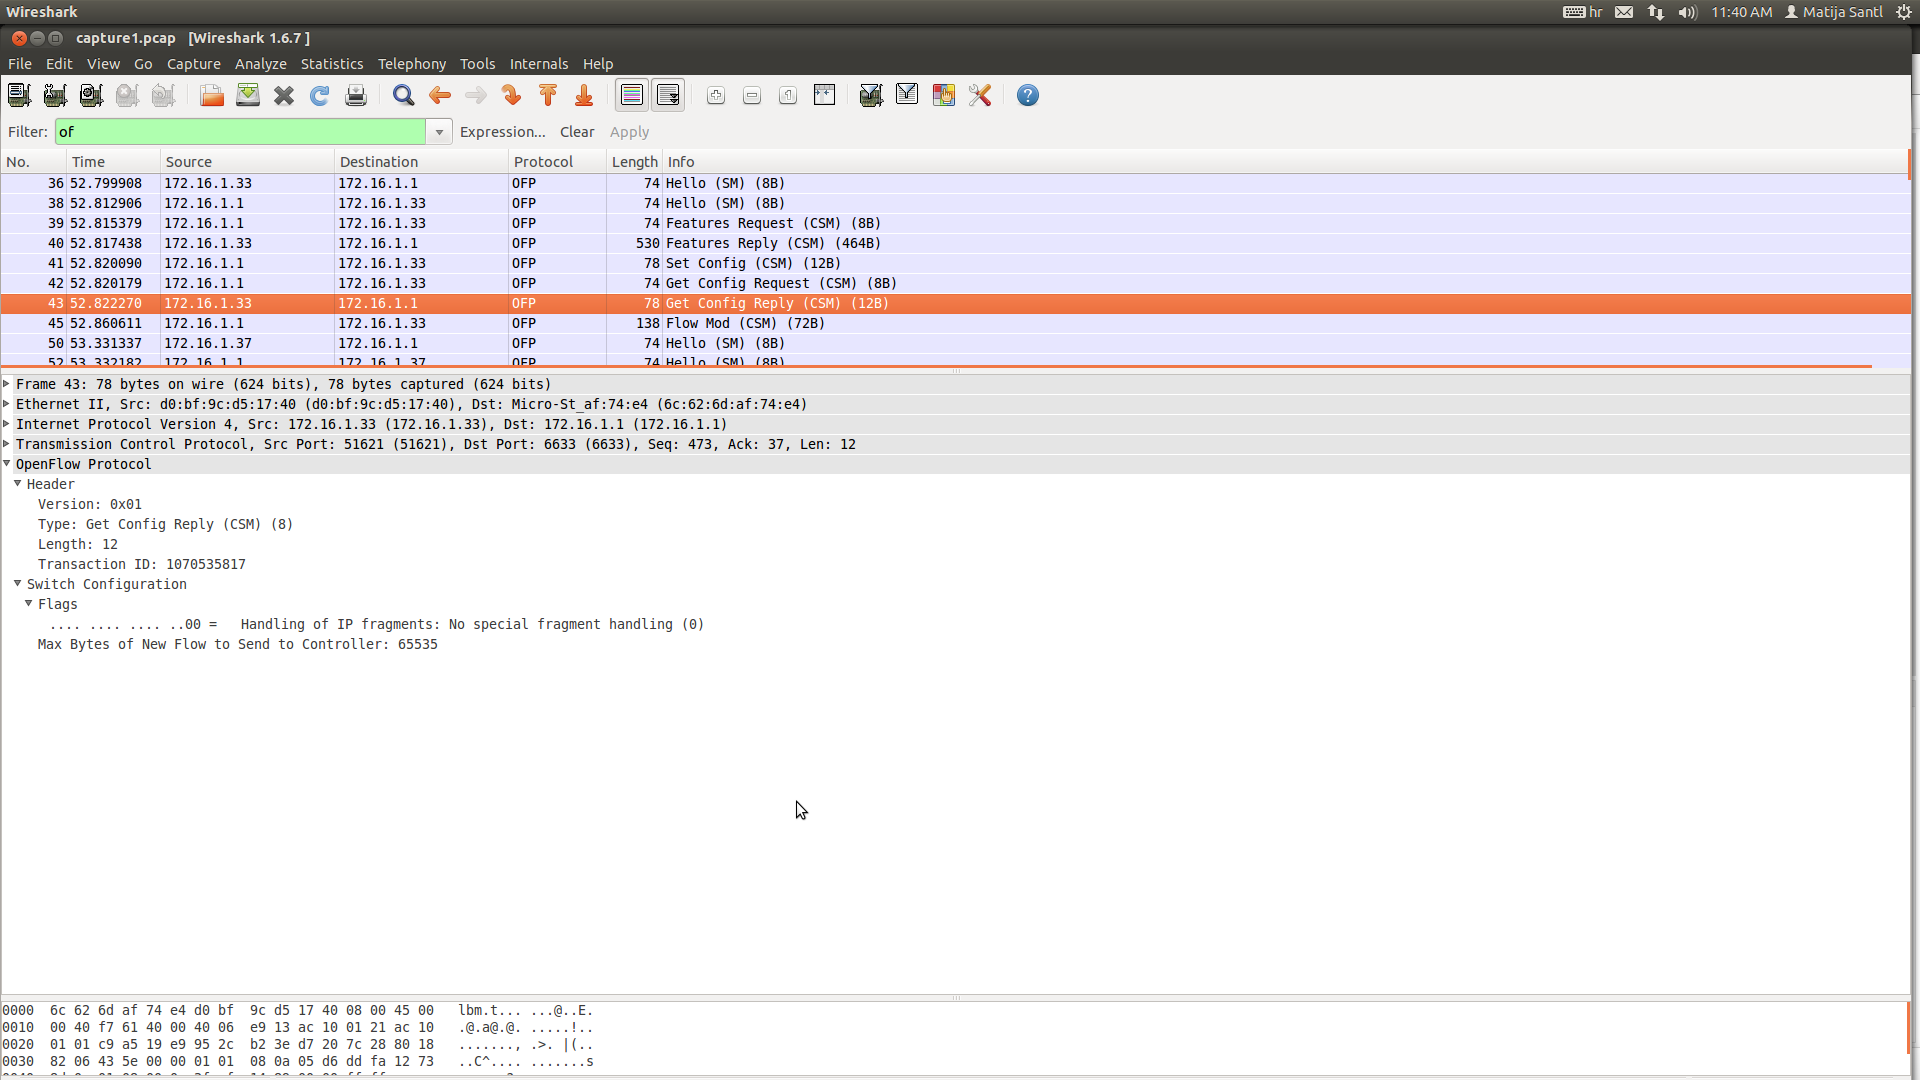 Wireshark hr 11:40 AM Matija Santl
capture1.pcap [Wireshark 1.6.7 ]
File Edit View Go Capture Analyze Statistics Telephony Tools Internals Help
Filter: of Expression... Clear Apply
No. Time Source Destination Protocol Length Info
36 52.799908 172.16.1.33 172.16.1.1 OFP 74 Hello (SM) (8B)
38 52.812906 172.16.1.1 172.16.1.33 OFP 74 Hello (SM) (8B)
39 52.815379 172.16.1.1 172.16.1.33 OFP 74 Features Request (CSM) (8B)
40 52.817438 172.16.1.33 172.16.1.1 OFP 530 Features Reply (CSM) (464B)
41 52.820090 172.16.1.1 172.16.1.33 OFP 78 Set Config (CSM) (12B)
42 52.820179 172.16.1.1 172.16.1.33 OFP 74 Get Config Request (CSM) (8B)
43 52.822270 172.16.1.33 172.16.1.1 OFP 78 Get Config Reply (CSM) (12B)
45 52.860611 172.16.1.1 172.16.1.33 OFP 138 Flow Mod (CSM) (72B)
50 53.331337 172.16.1.37 172.16.1.1 OFP 74 Hello (SM) (8B)
52 53.332182 172.16.1.1 172.16.1.37 OFP 74 Hello (SM) (8B)
Frame 43: 78 bytes on wire (624 bits), 78 bytes captured (624 bits)
Ethernet II, Src: d0:bf:9c:d5:17:40 (d0:bf:9c:d5:17:40), Dst: Micro-St_af:74:e4 (6c:62:6d:af:74:e4)
Internet Protocol Version 4, Src: 172.16.1.33 (172.16.1.33), Dst: 172.16.1.1 (172.16.1.1)
Transmission Control Protocol, Src Port: 51621 (51621), Dst Port: 6633 (6633), Seq: 473, Ack: 37, Len: 12
OpenFlow Protocol
Header
Version: 0x01
Type: Get Config Reply (CSM) (8)
Length: 12
Transaction ID: 1070535817
Switch Configuration
Flags
.... .... .... ..00 = Handling of IP fragments: No special fragment handling (0)
Max Bytes of New Flow to Send to Controller: 65535
0000 6c 62 6d af 74 e4 d0 bf 9c d5 17 40 08 00 45 00 lbm.t... ...@..E.
0010 00 40 f7 61 40 00 40 06 e9 13 ac 10 01 21 ac 10 .@.a@.@. .....!..
0020 01 01 c9 a5 19 e9 95 2c b2 3e d7 20 7c 28 80 18 ......., .>. |(..
0030 82 06 43 5e 00 00 01 01 08 0a 05 d6 dd fa 12 73 ..C^.... .......s